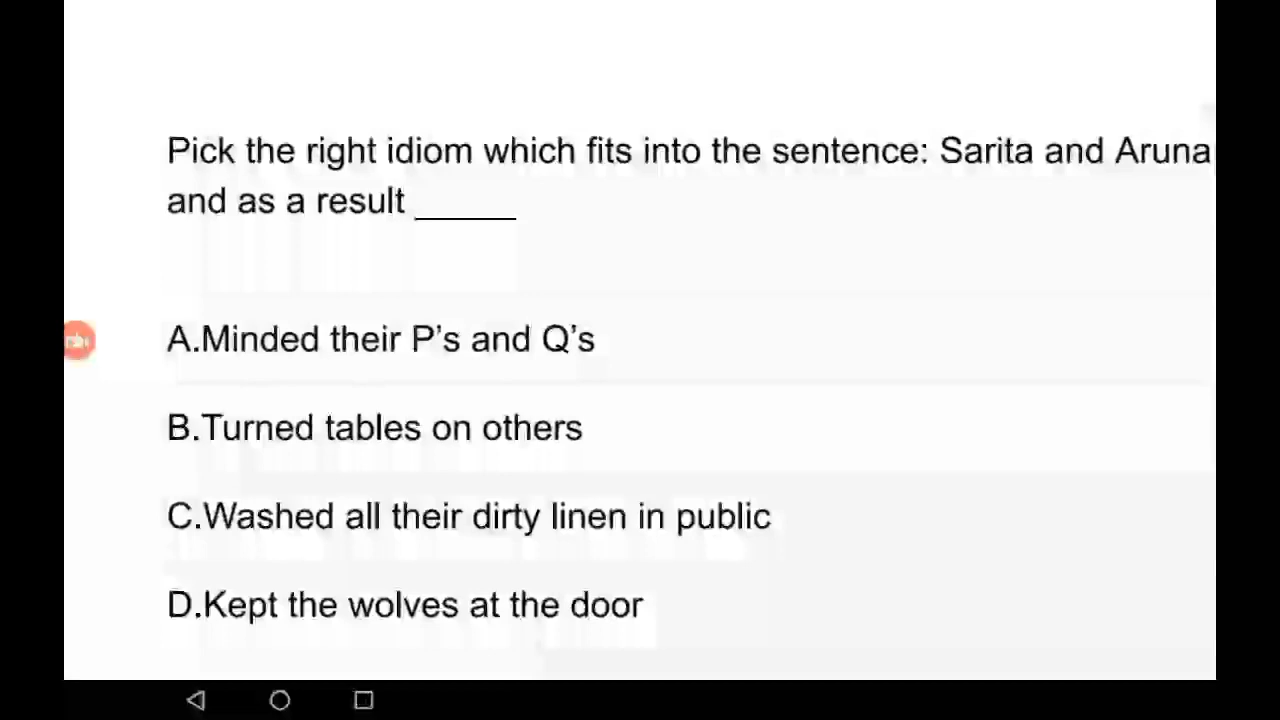 Pick the right idiom which fits into the sentence: Sarita and Aruna
and as a result _____
A.Minded their P’s and Q’s
B.Turned tables on others
C.Washed all their dirty linen in public
D.Kept the wolves at the door